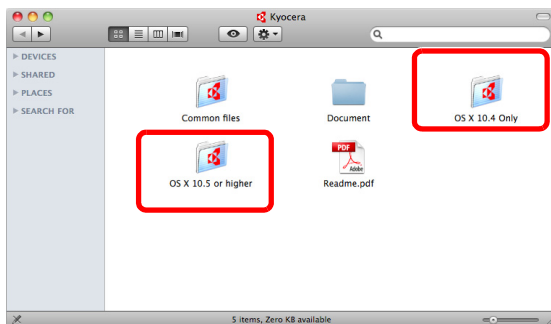 Kyocera
DEVICES
SHARED
PLACES
SEARCH FOR
Common files
Document
OS X 10.4 Only
OS X 10.5 or higher
PDF
Adobe
Readme.pdf
5 items, Zero KB available